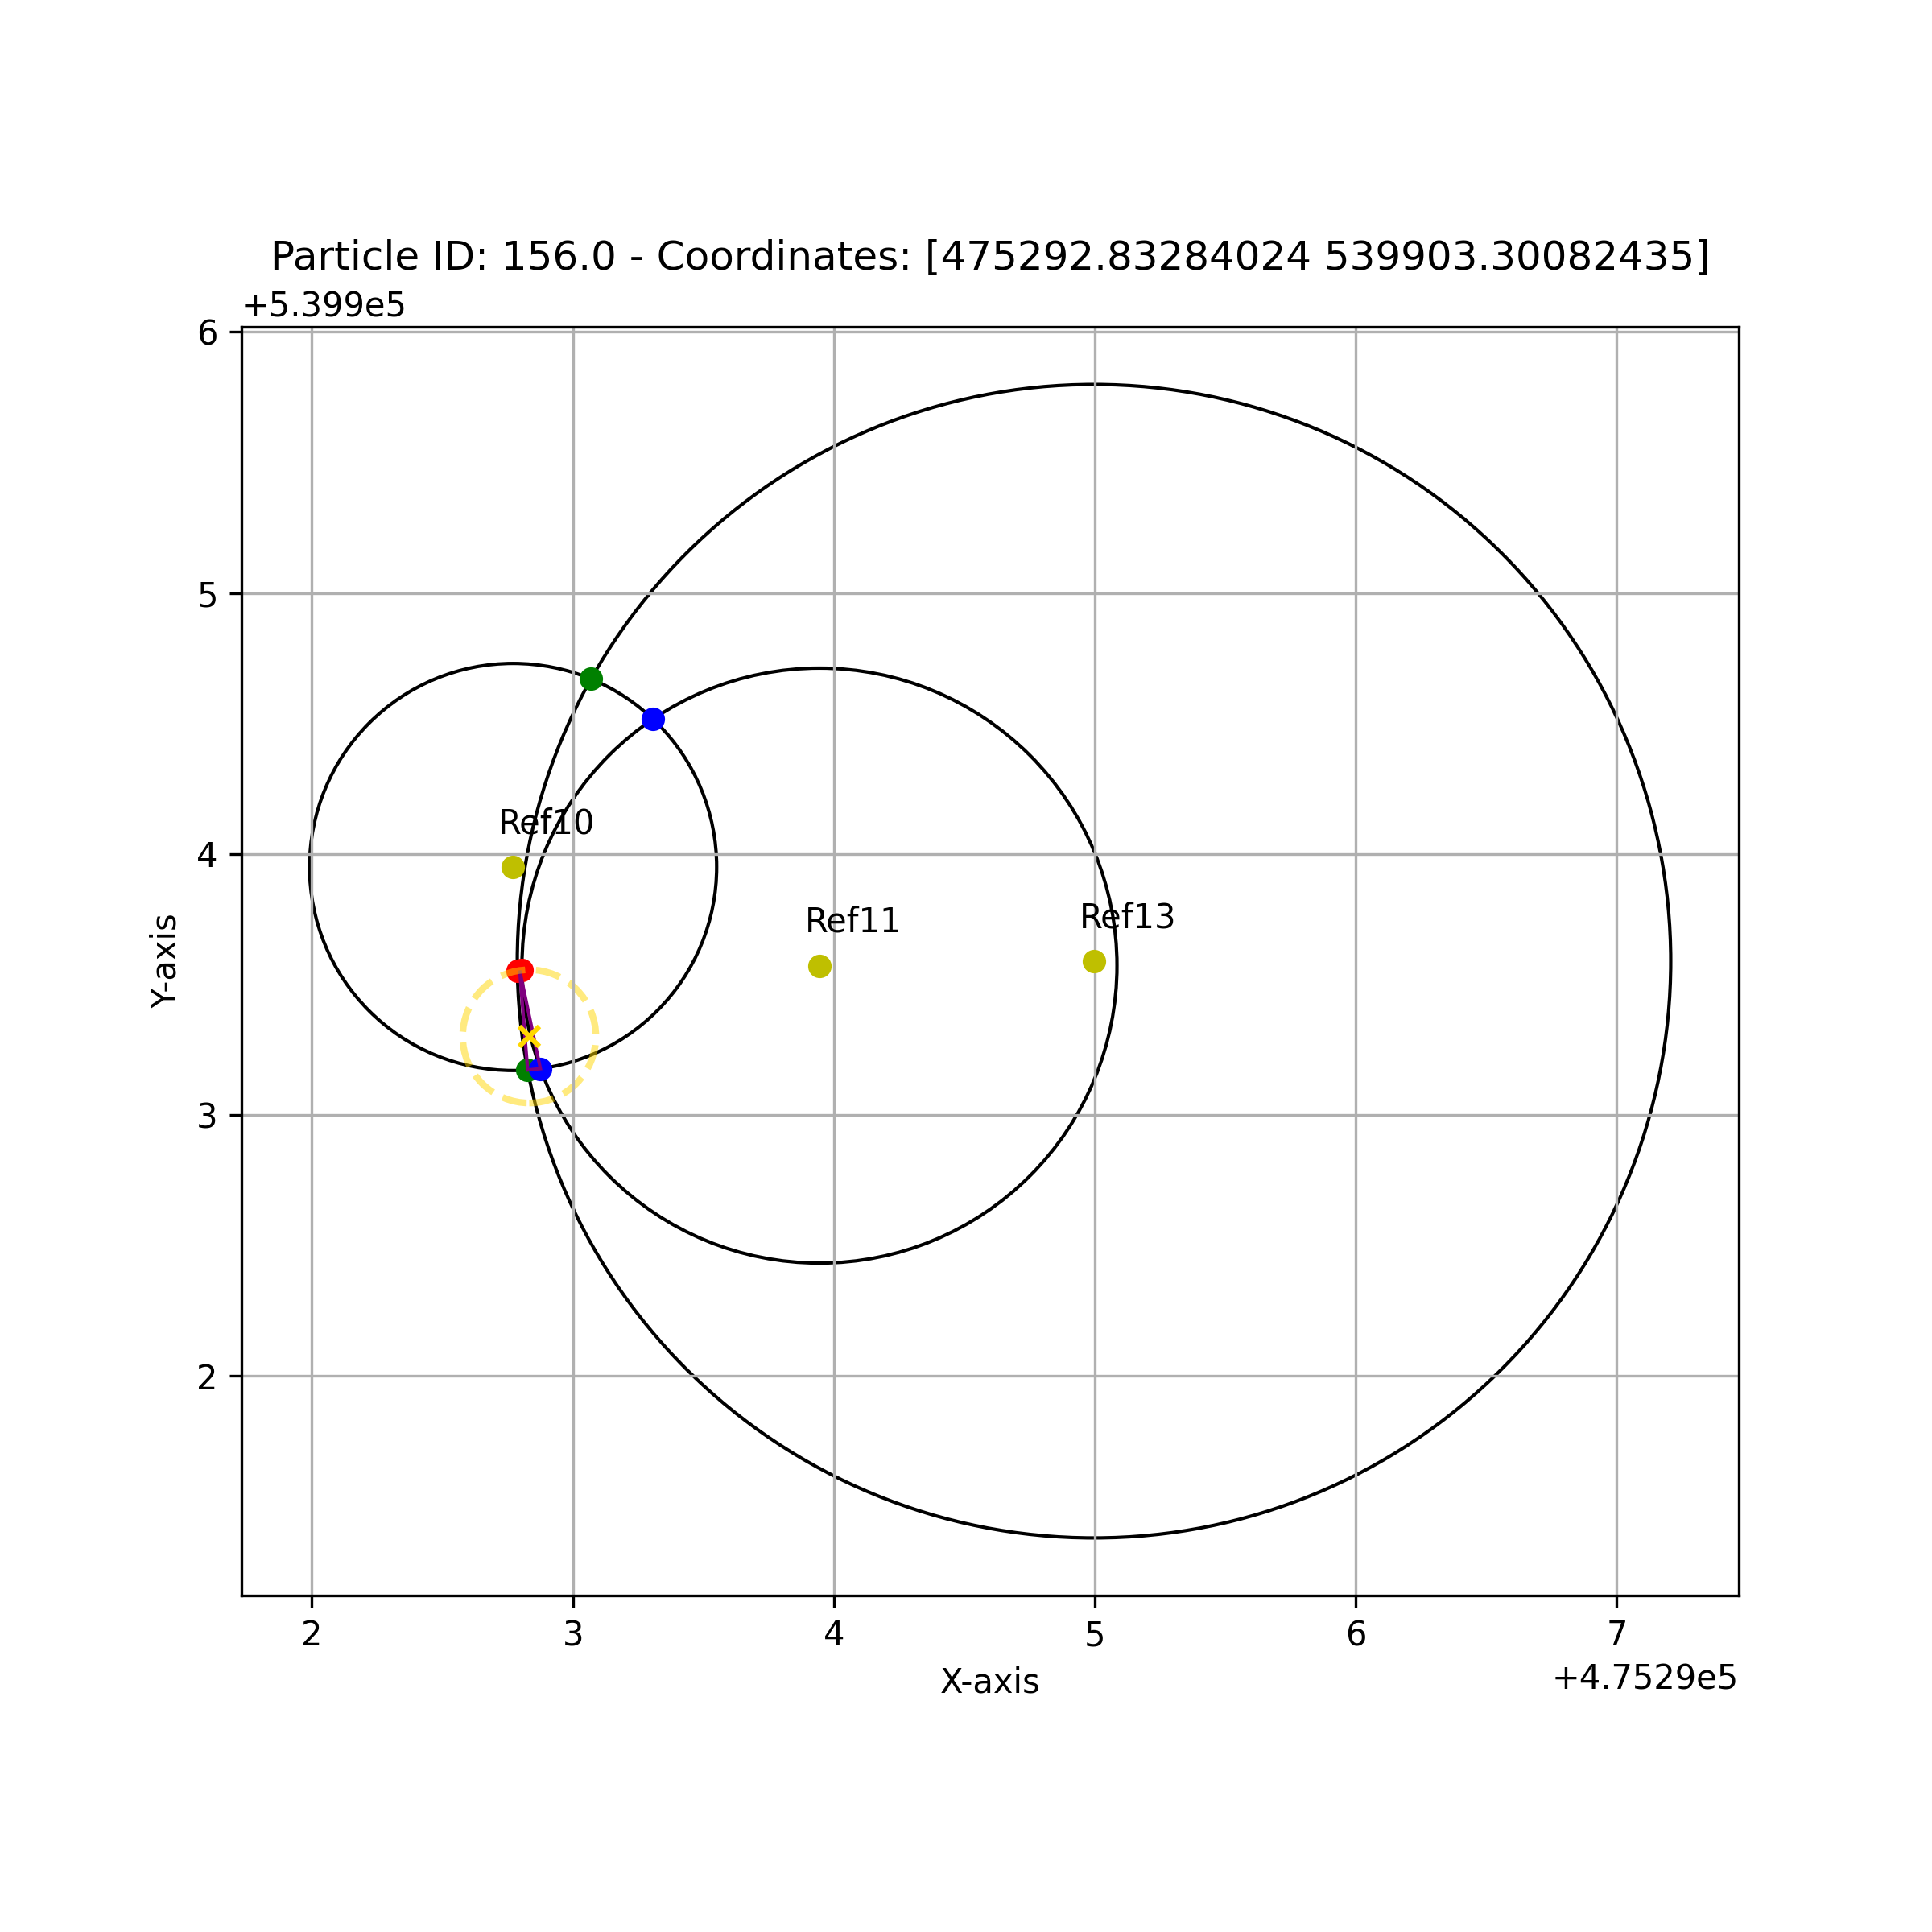 Particle ID: 156.0 - Coordinates: [475292.83284024 539903.30082435]
+5.399e5
6
5
Ref10
4
Ref11
Ref13
Y-axis
3
2
2 3 4 5 6 7
X-axis
+4.7529e5